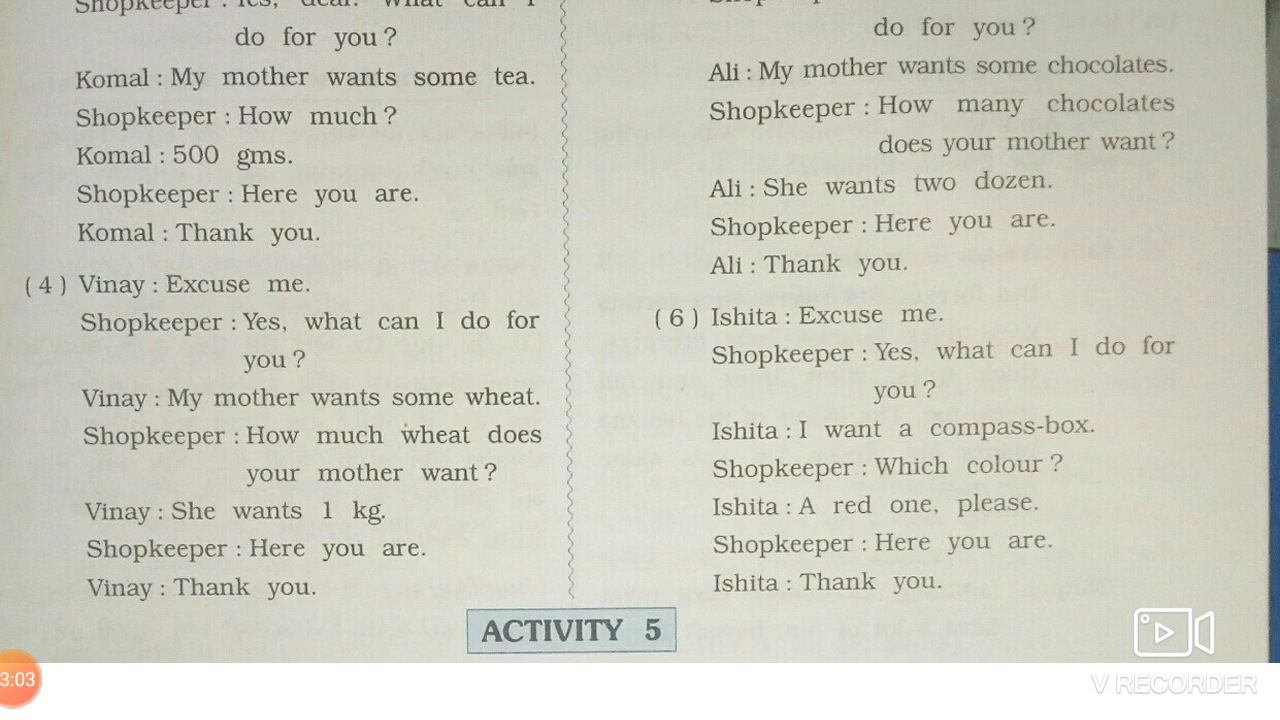 Shopkeeper : Yes, dear. What can I
do for you ?
Komal : My mother wants some tea.
Shopkeeper : How much ?
Komal : 500 gms.
Shopkeeper : Here you are.
Komal : Thank you.
( 4 ) Vinay : Excuse me.
Shopkeeper : Yes, what can I do for
you ?
Vinay : My mother wants some wheat.
Shopkeeper : How much wheat does
your mother want ?
Vinay : She wants 1 kg.
Shopkeeper : Here you are.
Vinay : Thank you.
do for you ?
Ali : My mother wants some chocolates.
Shopkeeper : How many chocolates
does your mother want ?
Ali : She wants two dozen.
Shopkeeper : Here you are.
Ali : Thank you.
( 6 ) Ishita : Excuse me.
Shopkeeper : Yes, what can I do for
you ?
Ishita : I want a compass-box.
Shopkeeper : Which colour ?
Ishita : A red one, please.
Shopkeeper : Here you are.
Ishita : Thank you.
ACTIVITY 5
3:03
V RECORDER